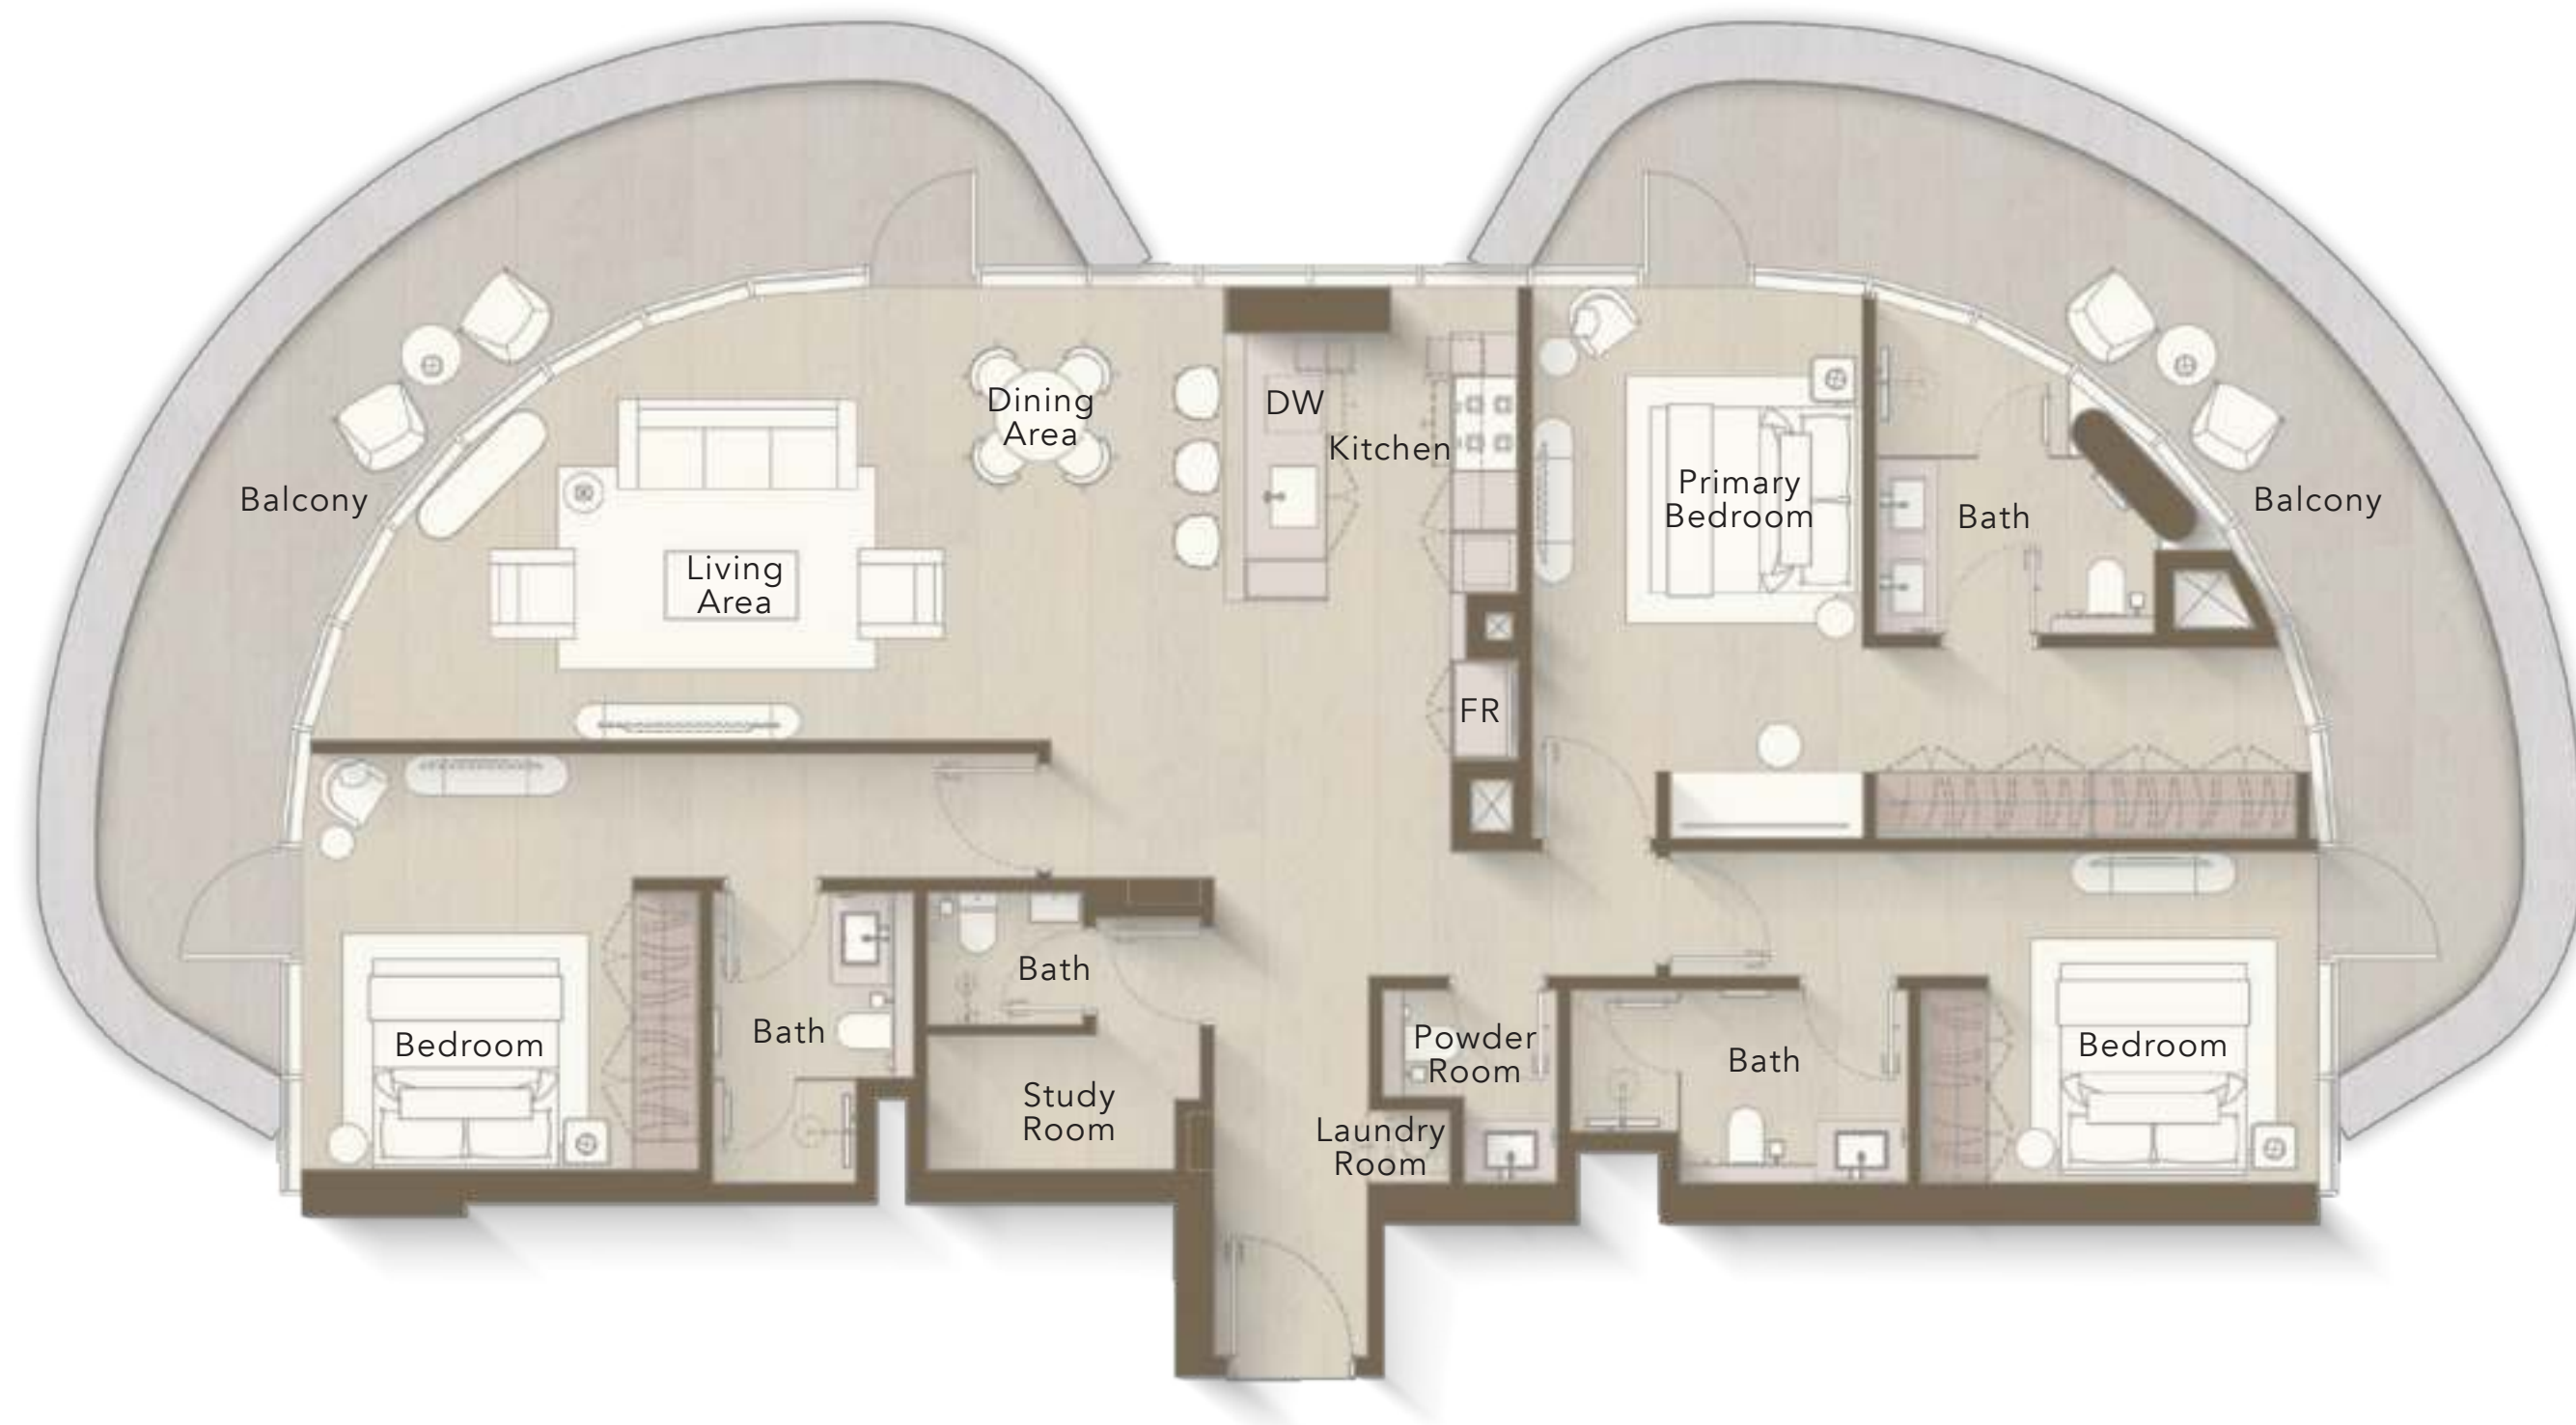 Dining
Area
DW
Kitchen
Primary
Bedroom
Balcony
Balcony
Bath
Living
Area
FR
Bath
Bath
Bedroom
Study
Room
Powder
Room
Bath
Bedroom
Laundry
Room